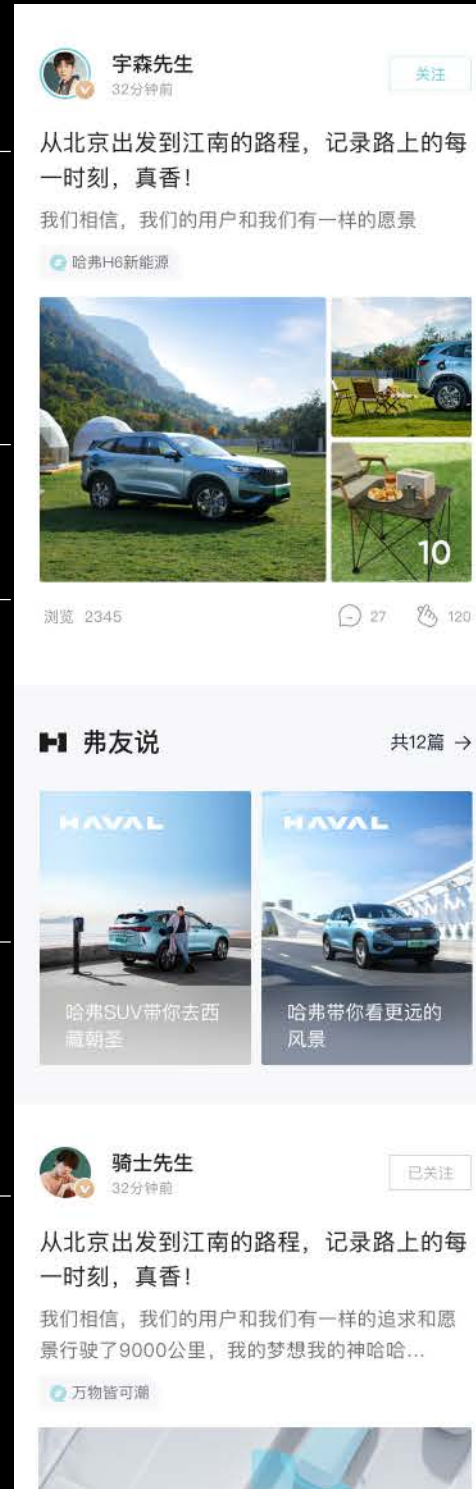 宇森先生
关注
32分钟前
从北京出发到江南的路程，记录路上的每
一时刻，真香！
我们相信，我们的用户和我们有一样的愿景
哈弗H6新能源
10
浏览 2345
27
120
弗友说
共12篇 →
HAVAL
HAVAL
哈弗SUV带你去西
藏朝圣
哈弗带你看更远的
风景
骑士先生
已关注
32分钟前
从北京出发到江南的路程，记录路上的每
一时刻，真香！
我们相信，我们的用户和我们有一样的追求和愿
景行驶了9000公里，我的梦想我的神哈哈...
万物皆可潮